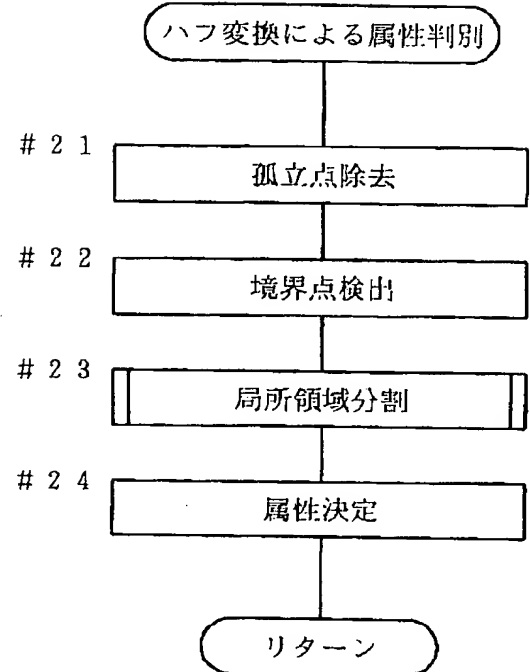 ハフ変換による属性判別
#21
孤立点除去
#22
境界点検出
#23
局所領域分割
#24
属性決定
リターン